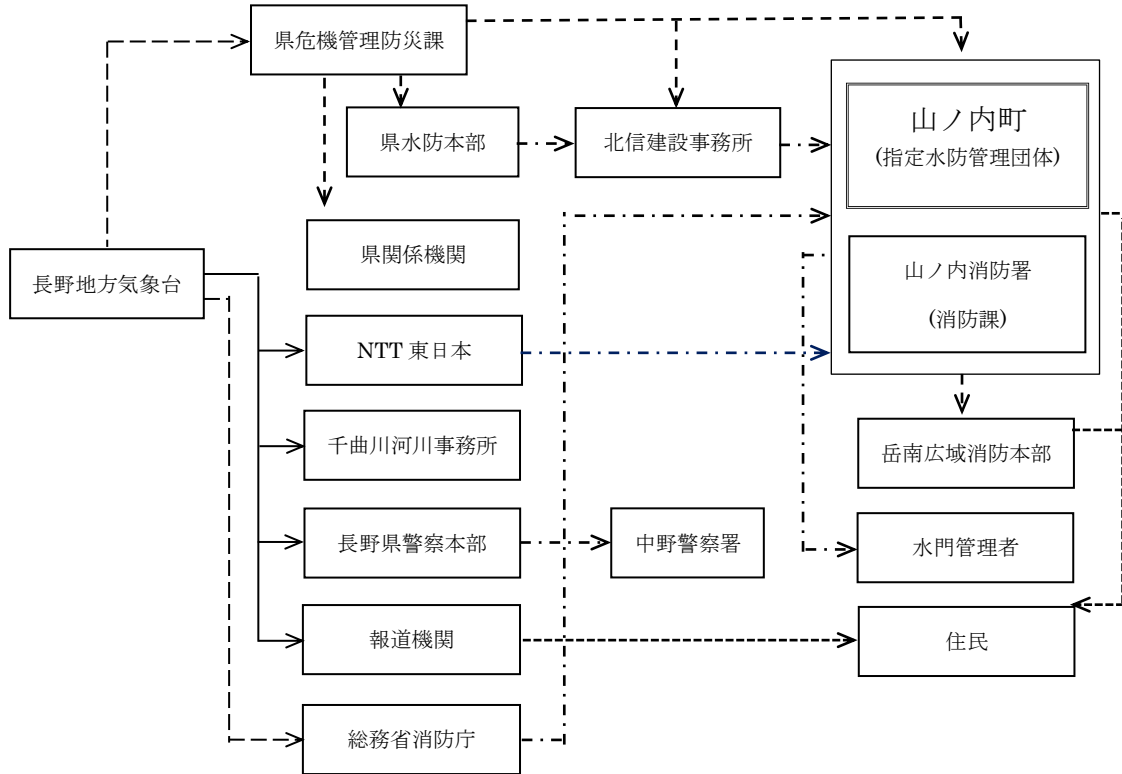 県危機管理防災課
県水防本部
北信建設事務所
山ノ内町
(指定水防管理団体)
県関係機関
山ノ内消防署
(消防課)
長野地方気象台
NTT 東日本
千曲川河川事務所
岳南広域消防本部
長野県警察本部
中野警察署
水門管理者
報道機関
住民
総務省消防庁